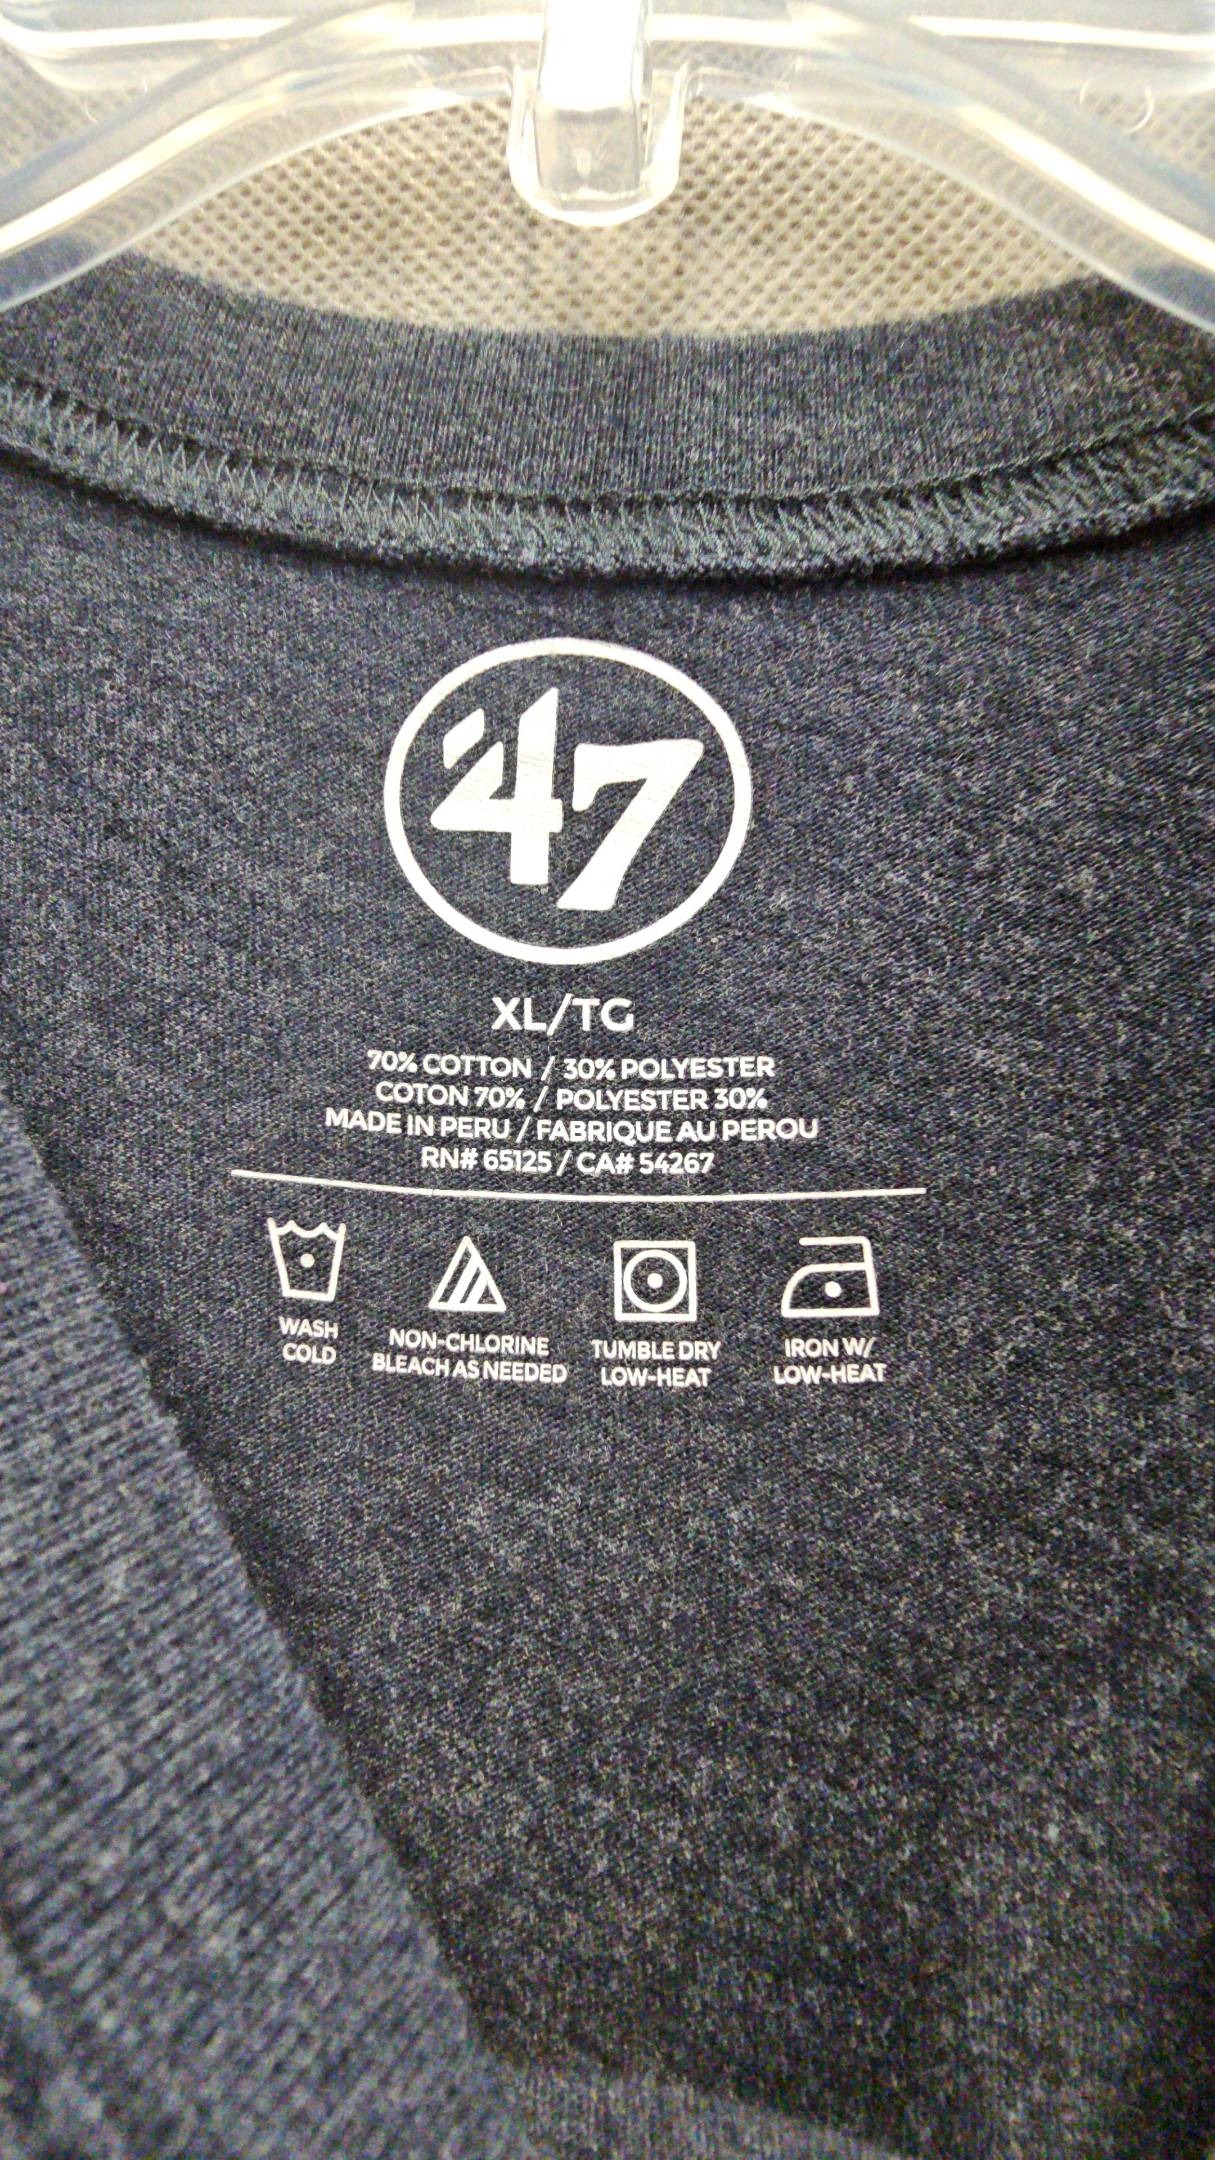 47
XL/TG
70% COTTON / 30% POLYESTER
COTON 70% / POLYESTER 30%
MADE IN PERU / FABRIQUE AU PEROU
RN# 65125 / CA# 54267
WASH
COLD
NON-CHLORINE
BLEACH AS NEEDED
TUMBLE DRY
LOW-HEAT
IRON W/
LOW-HEAT